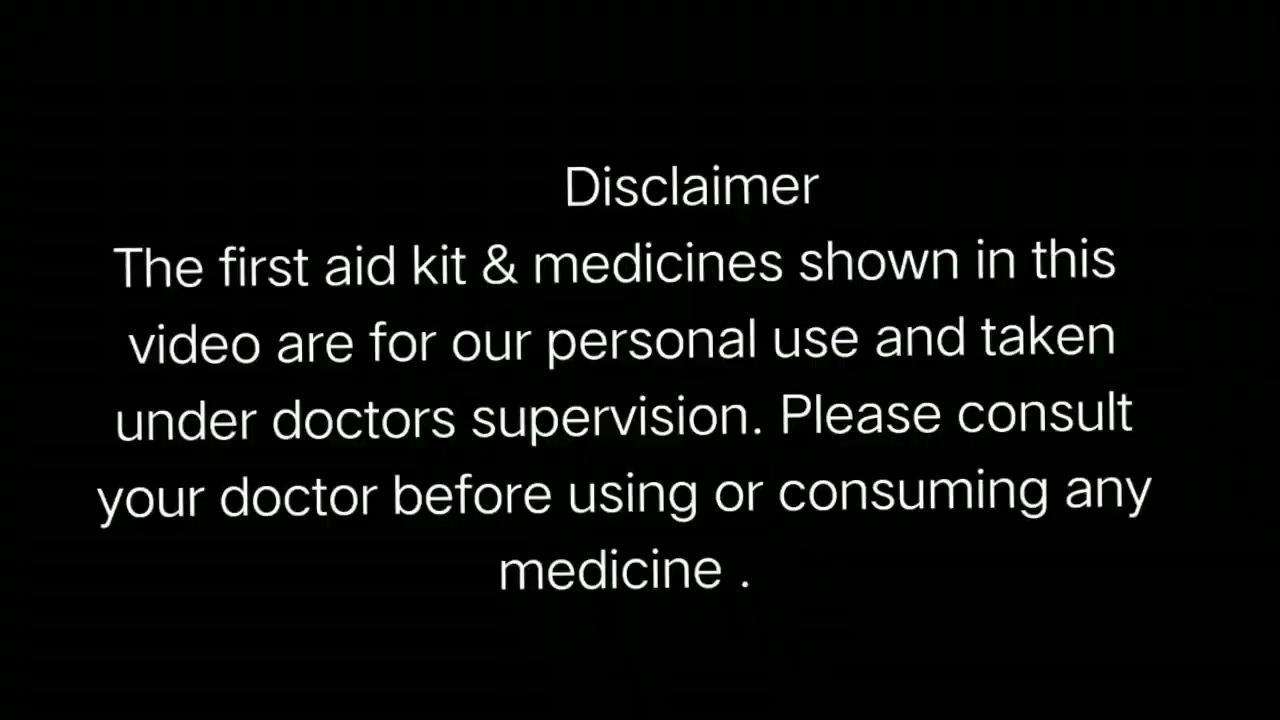 Disclaimer
The first aid kit & medicines shown in this
video are for our personal use and taken
under doctors supervision. Please consult
your doctor before using or consuming any
medicine .